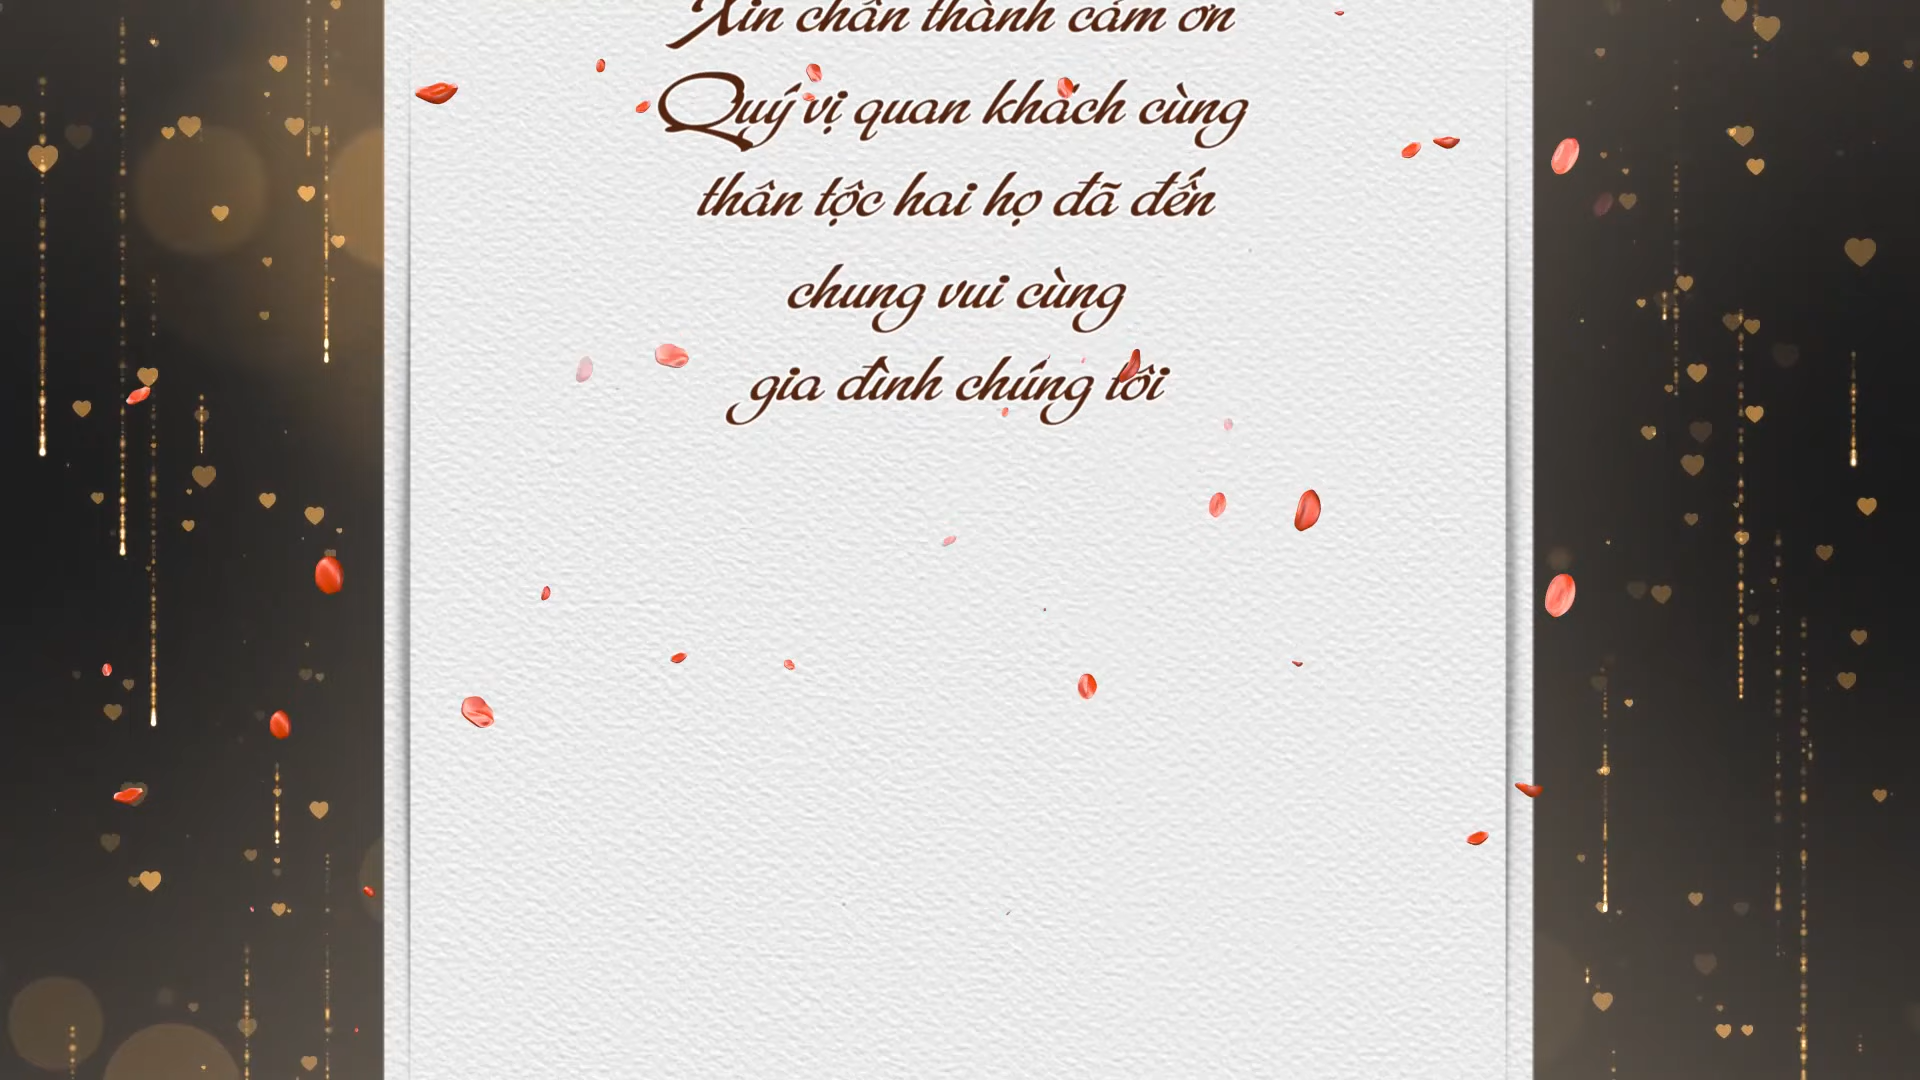 Xin chân thành cám ơn
Quý vị quan khách cùng
thân tộc hai họ đã đến
chung vui cùng
gia đình chúng tôi